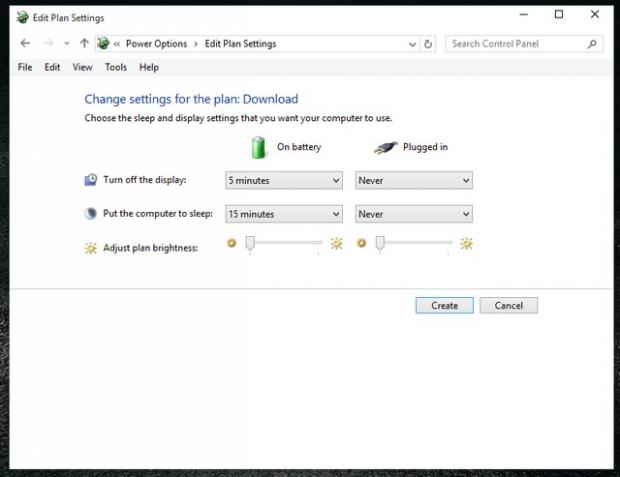 Edit Plan Settings
« Power Options › Edit Plan Settings
Search Control Panel
File Edit View Tools Help
Change settings for the plan: Download
Choose the sleep and display settings that you want your computer to use.
On battery Plugged in
Turn off the display: 5 minutes Never
Put the computer to sleep: 15 minutes Never
Adjust plan brightness:
Create Cancel